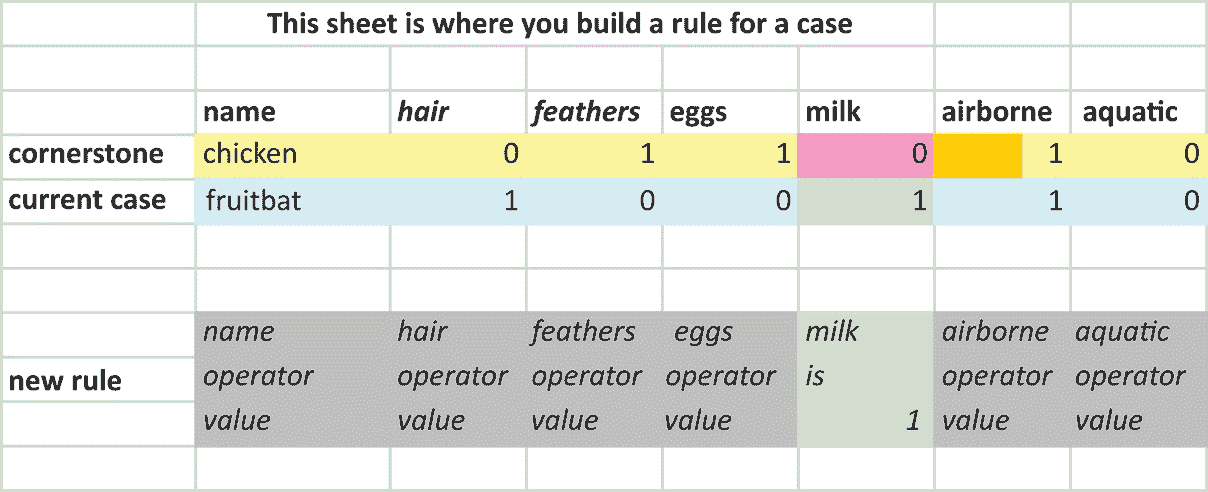 This sheet is where you build a rule for a case
name hair feathers eggs milk airborne aquatic
cornerstone chicken 0 1 1 0 1 0
current case fruitbat 1 0 0 1 1 0
name hair feathers eggs milk airborne aquatic
new rule operator operator operator operator is operator operator
value value value value 1 value value